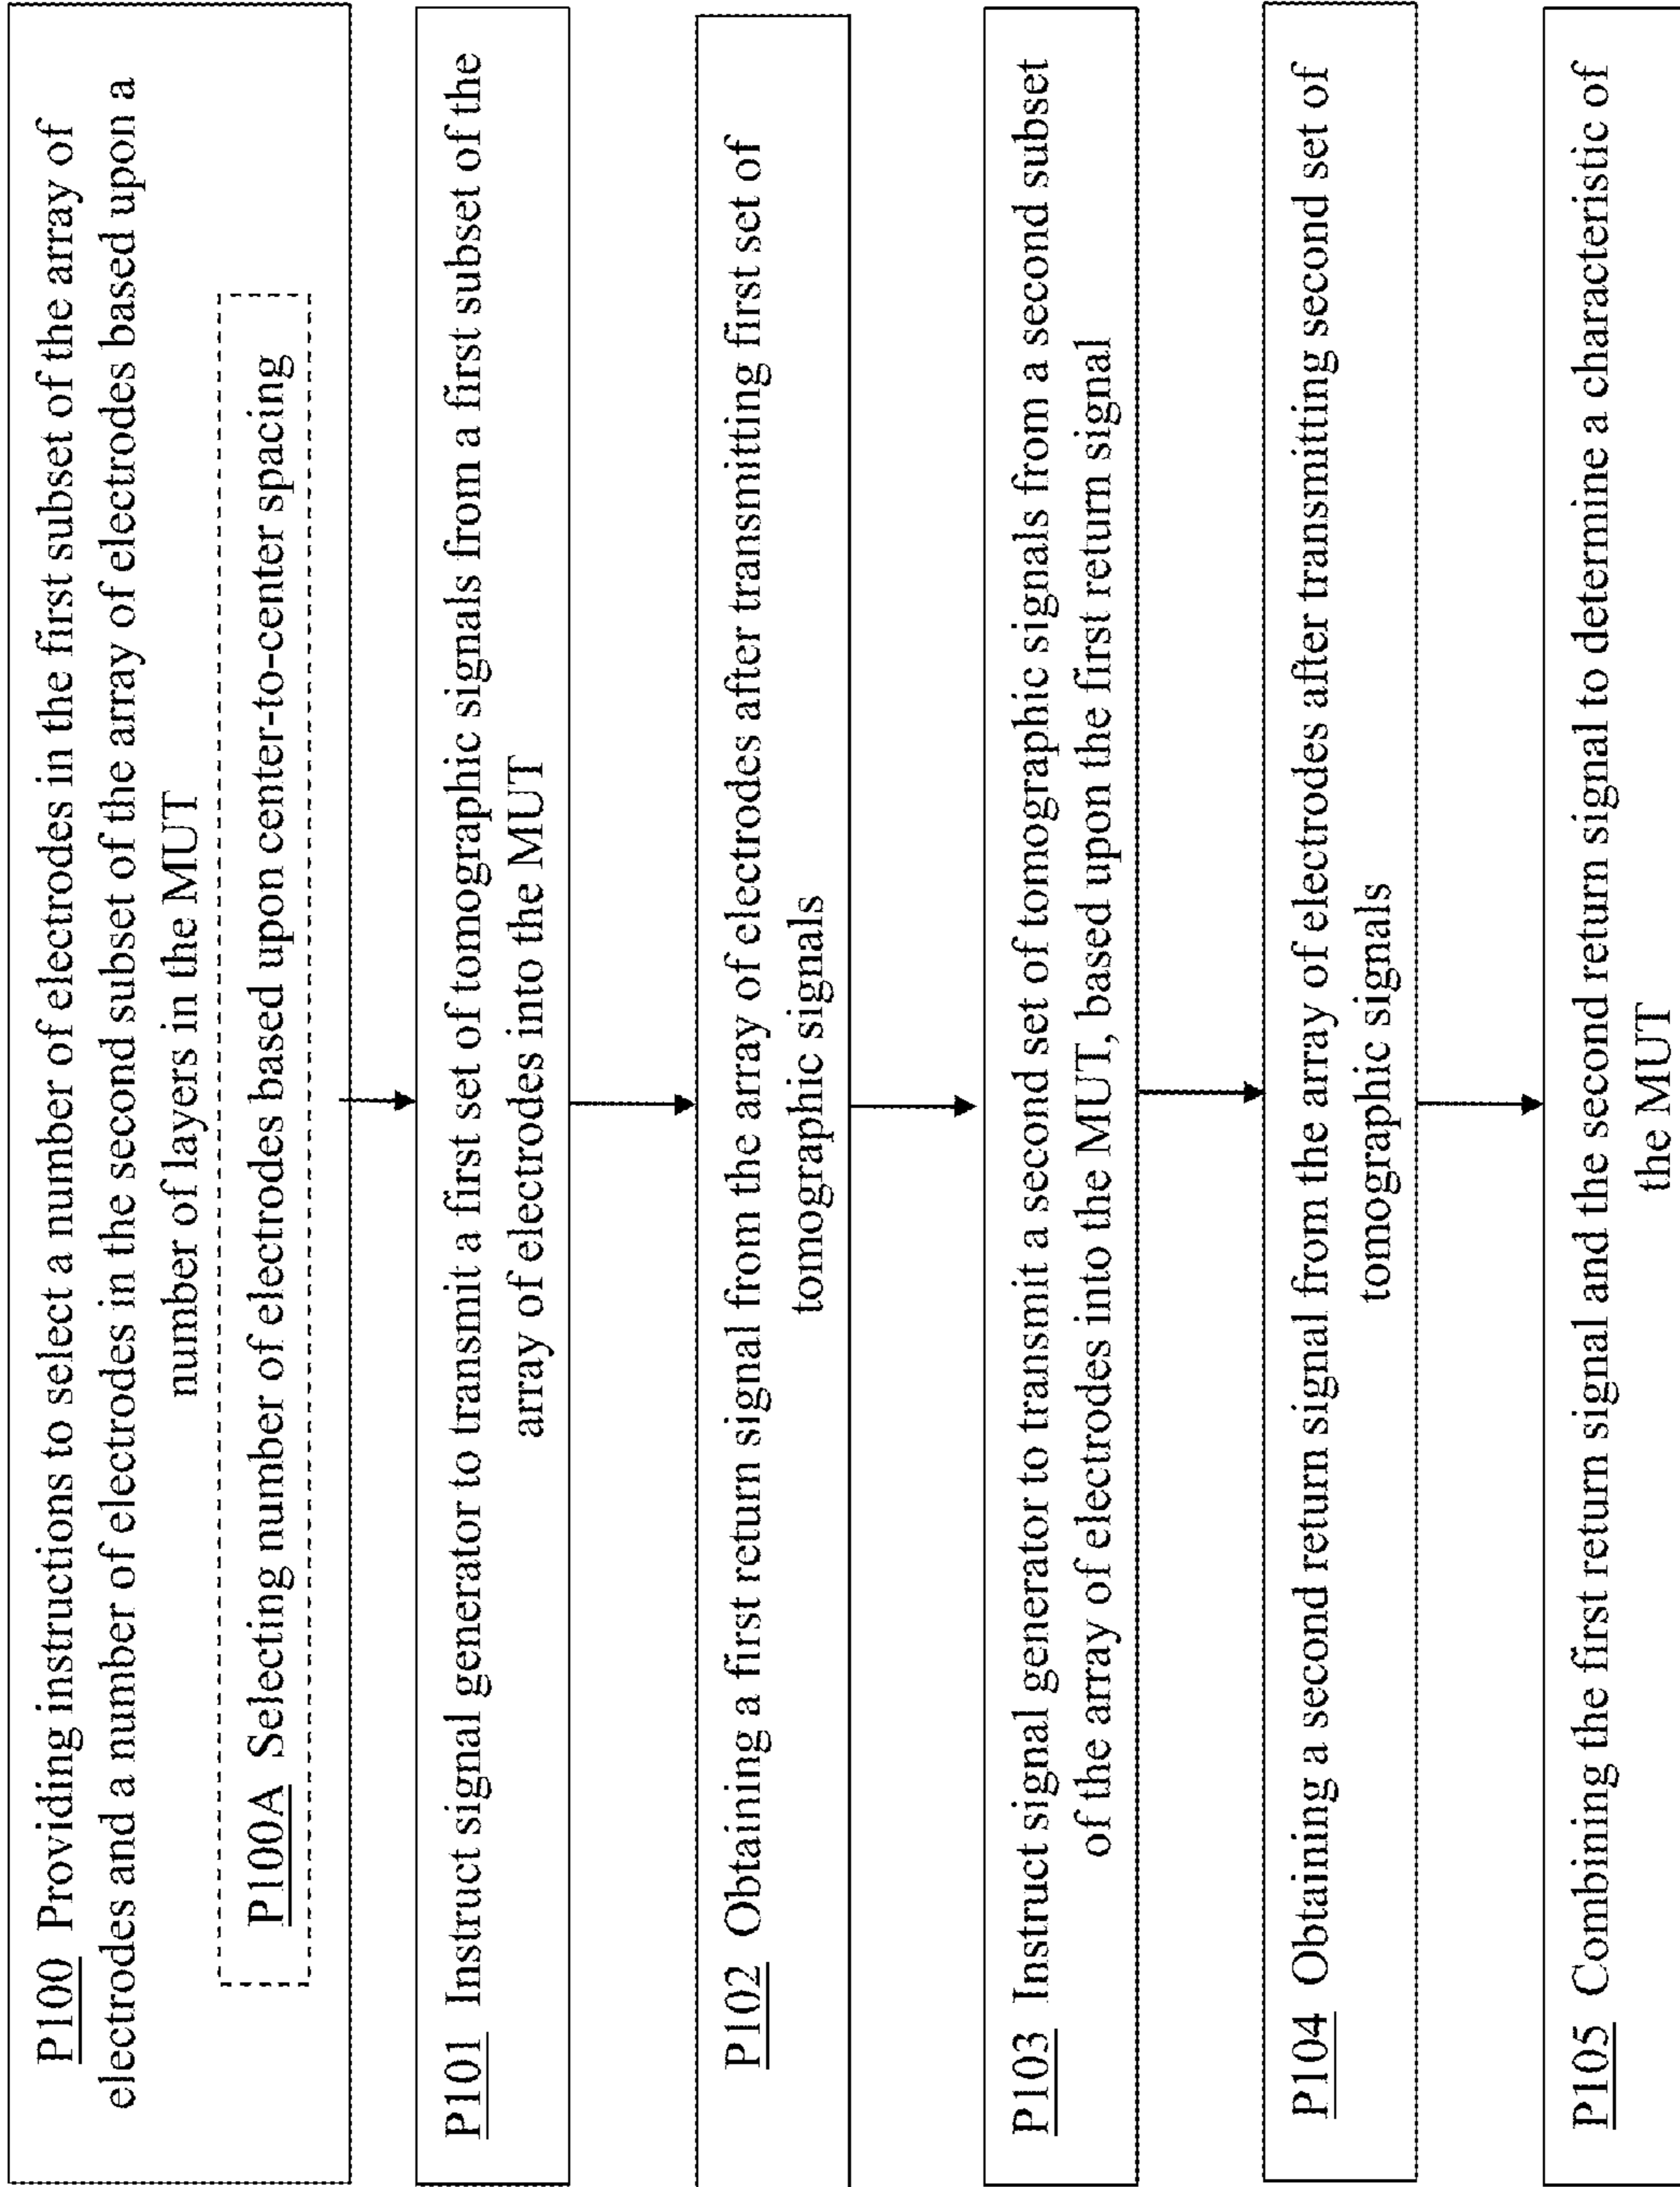 P100 Providing instructions to select a number of electrodes in the first subset of the array of
electrodes and a number of electrodes in the second subset of the array of electrodes based upon a
number of layers in the MUT
P100A Selecting number of electrodes based upon center-to-center spacing
P101 Instruct signal generator to transmit a first set of tomographic signals from a first subset of the
array of electrodes into the MUT
P102 Obtaining a first return signal from the array of electrodes after transmitting first set of
tomographic signals
P103 Instruct signal generator to transmit a second set of tomographic signals from a second subset
of the array of electrodes into the MUT, based upon the first return signal
P104 Obtaining a second return signal from the array of electrodes after transmitting second set of
tomographic signals
P105 Combining the first return signal and the second return signal to determine a characteristic of
the MUT